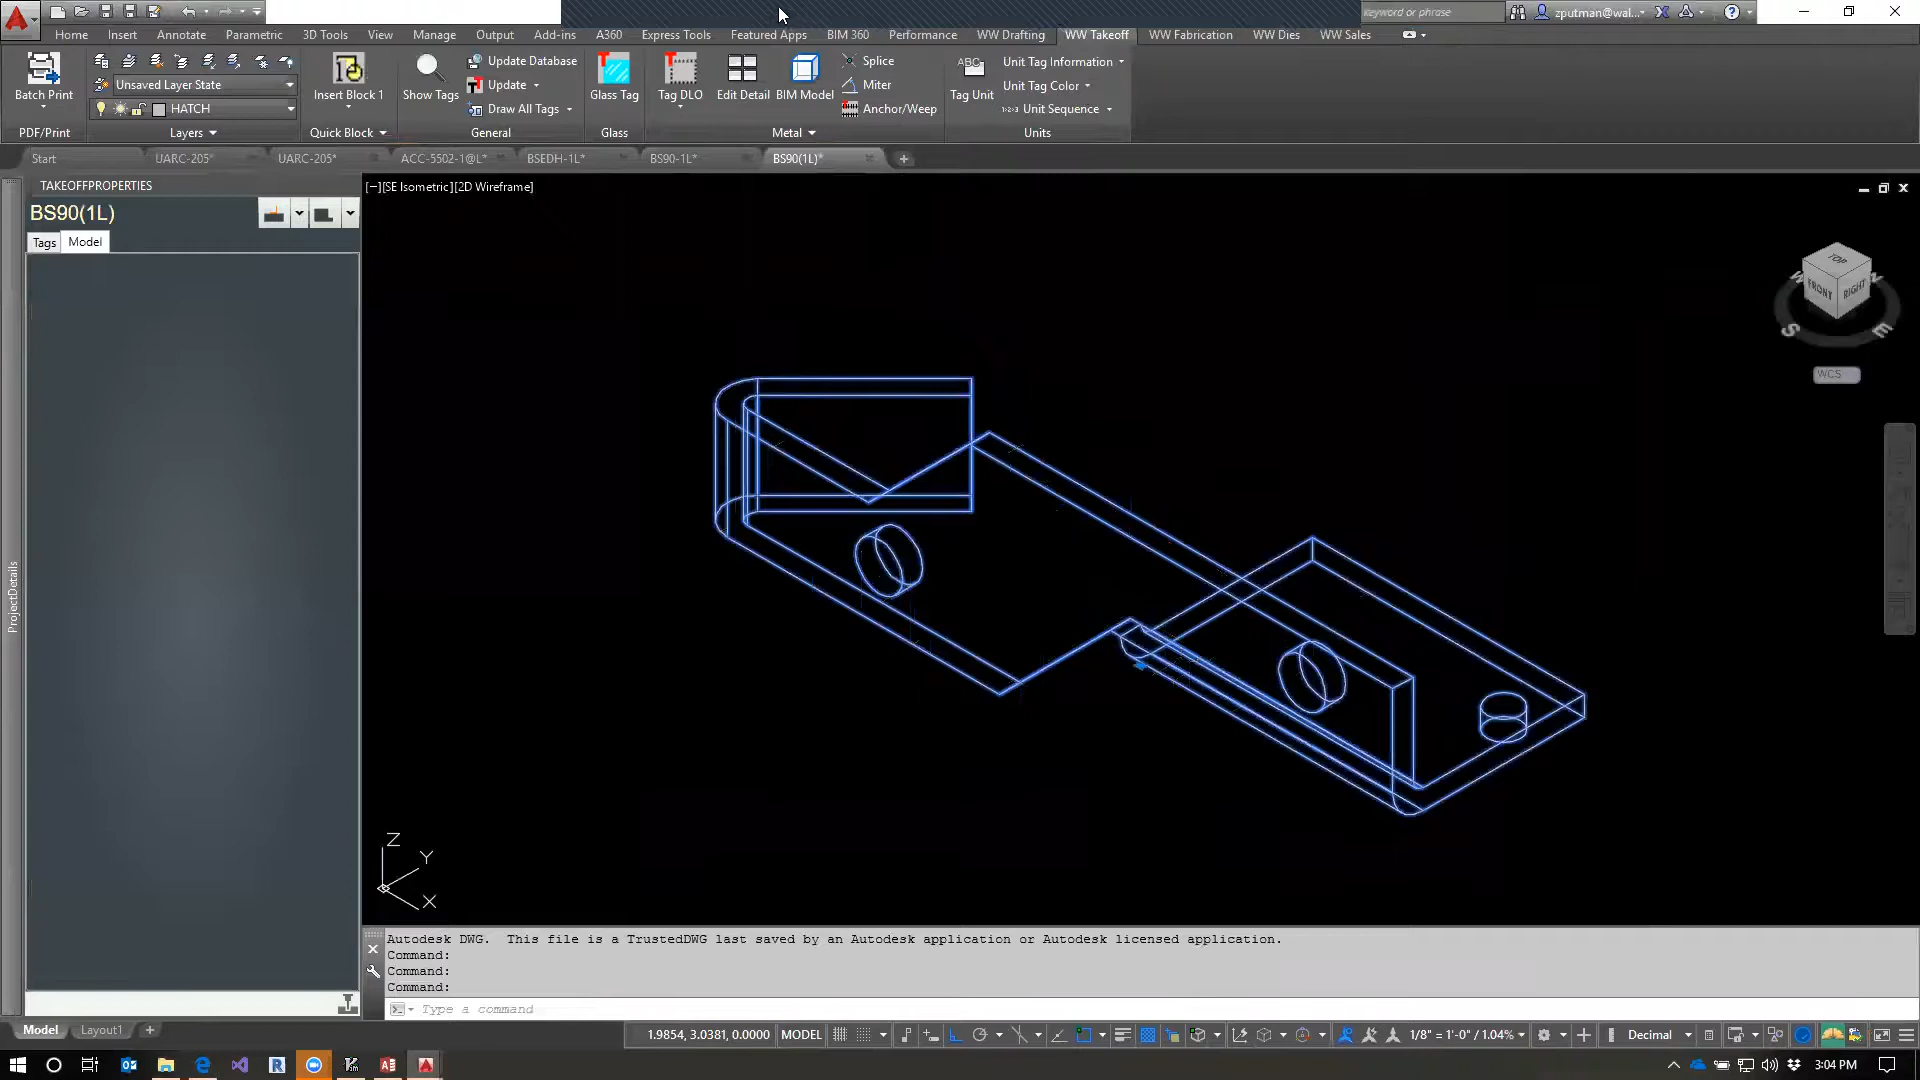 keyword or phrase
zputman@wal...
Home Insert Annotate Parametric 3D Tools View Manage Output Add-ins A360 Express Tools Featured Apps BIM 360 Performance WW Drafting WW Takeoff WW Fabrication WW Dies WW Sales
Batch Print
Unsaved Layer State
HATCH
Insert Block 1
Show Tags
Update Database
Update
Draw All Tags
Glass Tag
Tag DLO
Edit Detail
BIM Model
Splice
Miter
Anchor/Weep
ABC
Tag Unit
Unit Tag Information
Unit Tag Color
Unit Sequence
PDF/Print Layers Quick Block General Glass Metal Units
Start UARC-205* UARC-205* ACC-5502-1@L* BSEDH-1L* BS90-1L* BS90(1L)*
TAKEOFFPROPERTIES
BS90(1L)
Tags Model
ProjectDetails
[−][SE Isometric][2D Wireframe]
TOP
FRONT
RIGHT
W
N
S
E
WCS
Z
Y
X
Autodesk DWG. This file is a TrustedDWG last saved by an Autodesk application or Autodesk licensed application.
Command:
Command:
Command:
Type a command
Model Layout1
1.9854, 3.0381, 0.0000 MODEL 1/8" = 1'-0" / 1.04% Decimal
3:04 PM